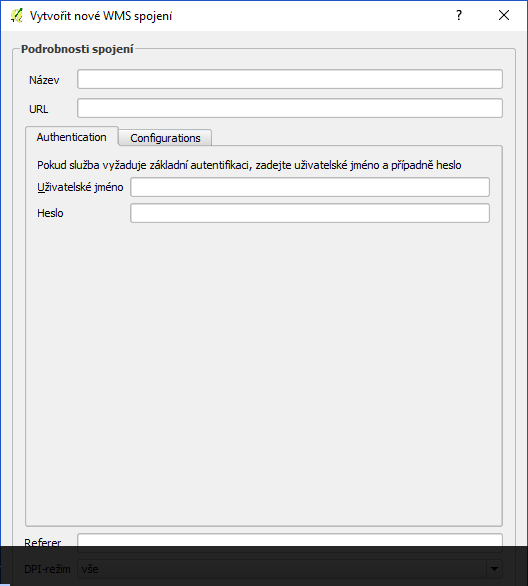 Vytvořit nové WMS spojení
Podrobnosti spojení
Název
URL
Authentication Configurations
Pokud služba vyžaduje základní autentifikaci, zadejte uživatelské jméno a případně heslo
Uživatelské jméno
Heslo
Referer
DPI-režim vše